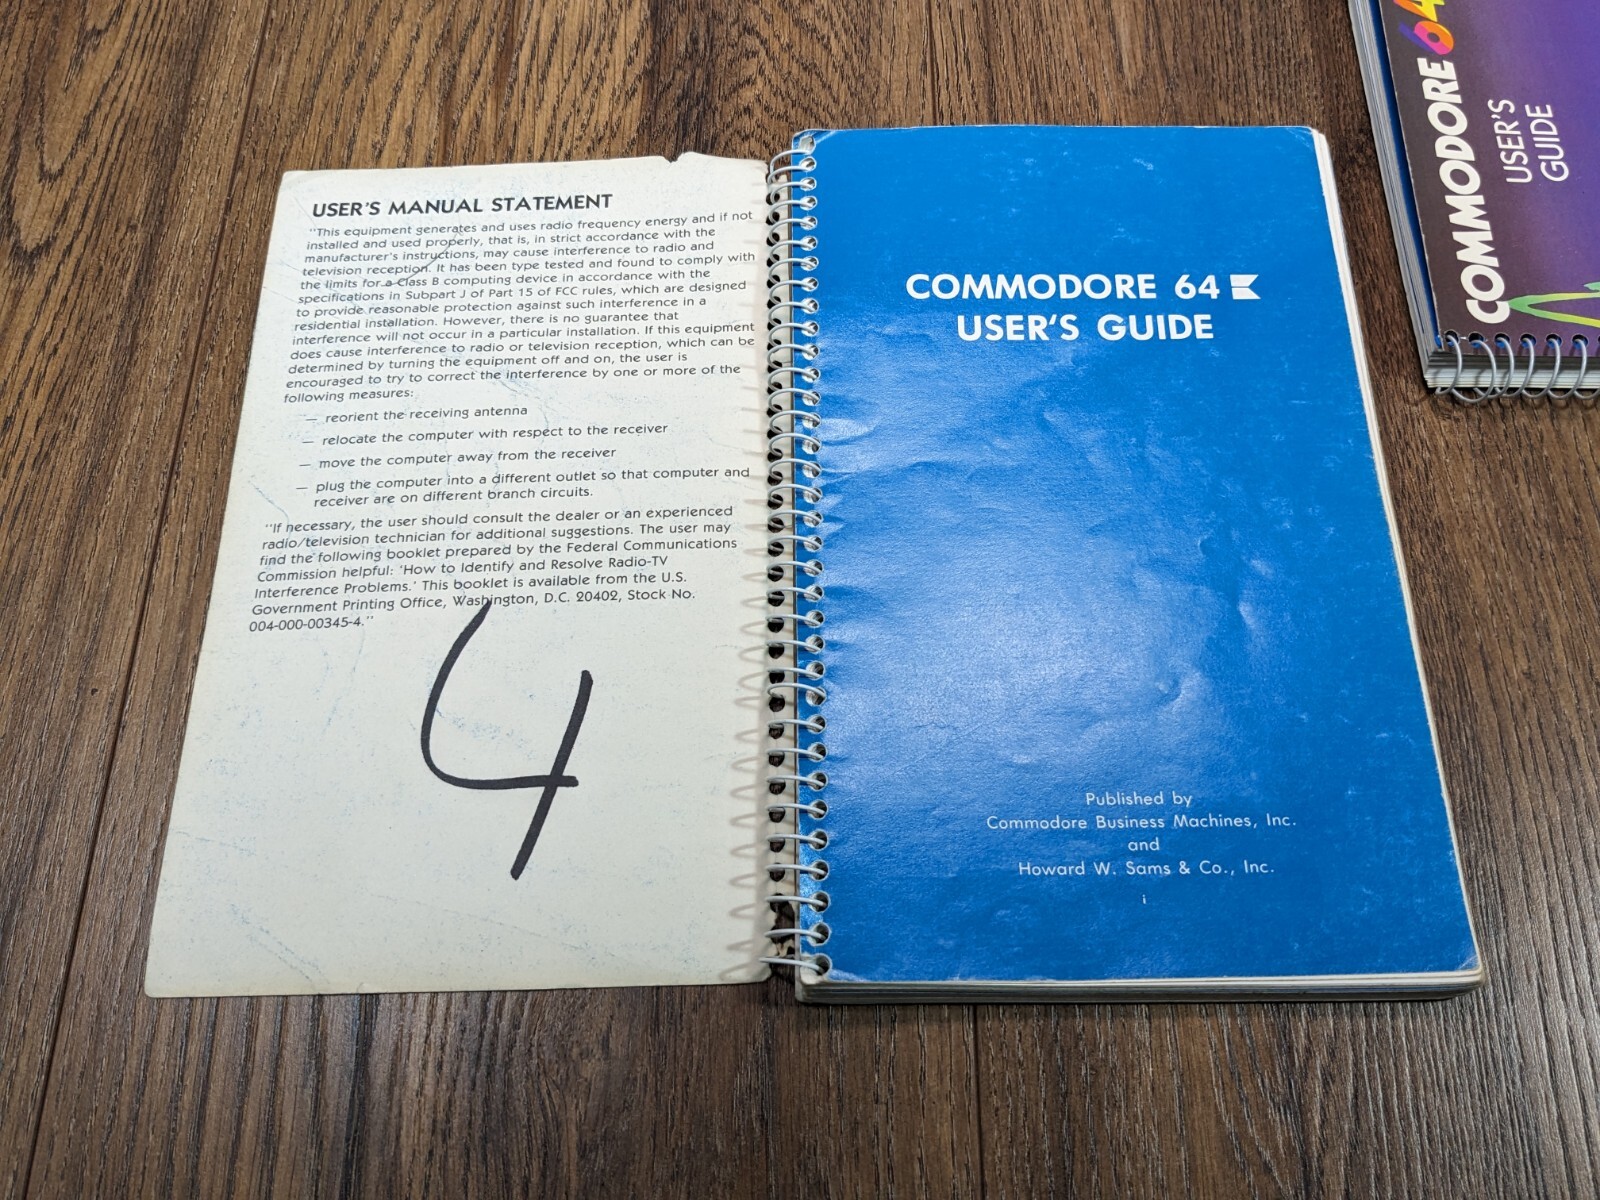 USER'S MANUAL STATEMENT
"This equipment generates and uses radio frequency energy and if not
installed and used properly, that is, in strict accordance with the
manufacturer's instructions, may cause interference to radio and
television reception. It has been type tested and found to comply with
the limits for a Class B computing device in accordance with the
specifications in Subpart J of Part 15 of FCC rules, which are designed
to provide reasonable protection against such interference in a
residential installation. However, there is no guarantee that
interference will not occur in a particular installation. If this equipment
does cause interference to radio or television reception, which can be
determined by turning the equipment off and on, the user is
encouraged to try to correct the interference by one or more of the
following measures:
— reorient the receiving antenna
— relocate the computer with respect to the receiver
— move the computer away from the receiver
— plug the computer into a different outlet so that computer and
receiver are on different branch circuits.
"If necessary, the user should consult the dealer or an experienced
radio/television technician for additional suggestions. The user may
find the following booklet prepared by the Federal Communications
Commission helpful: 'How to Identify and Resolve Radio-TV
Interference Problems.' This booklet is available from the U.S.
Government Printing Office, Washington, D.C. 20402, Stock No.
004-000-00345-4."
4
COMMODORE 64
USER'S GUIDE
Published by
Commodore Business Machines, Inc.
and
Howard W. Sams & Co., Inc.
i
COMMODORE 64
USER'S
GUIDE